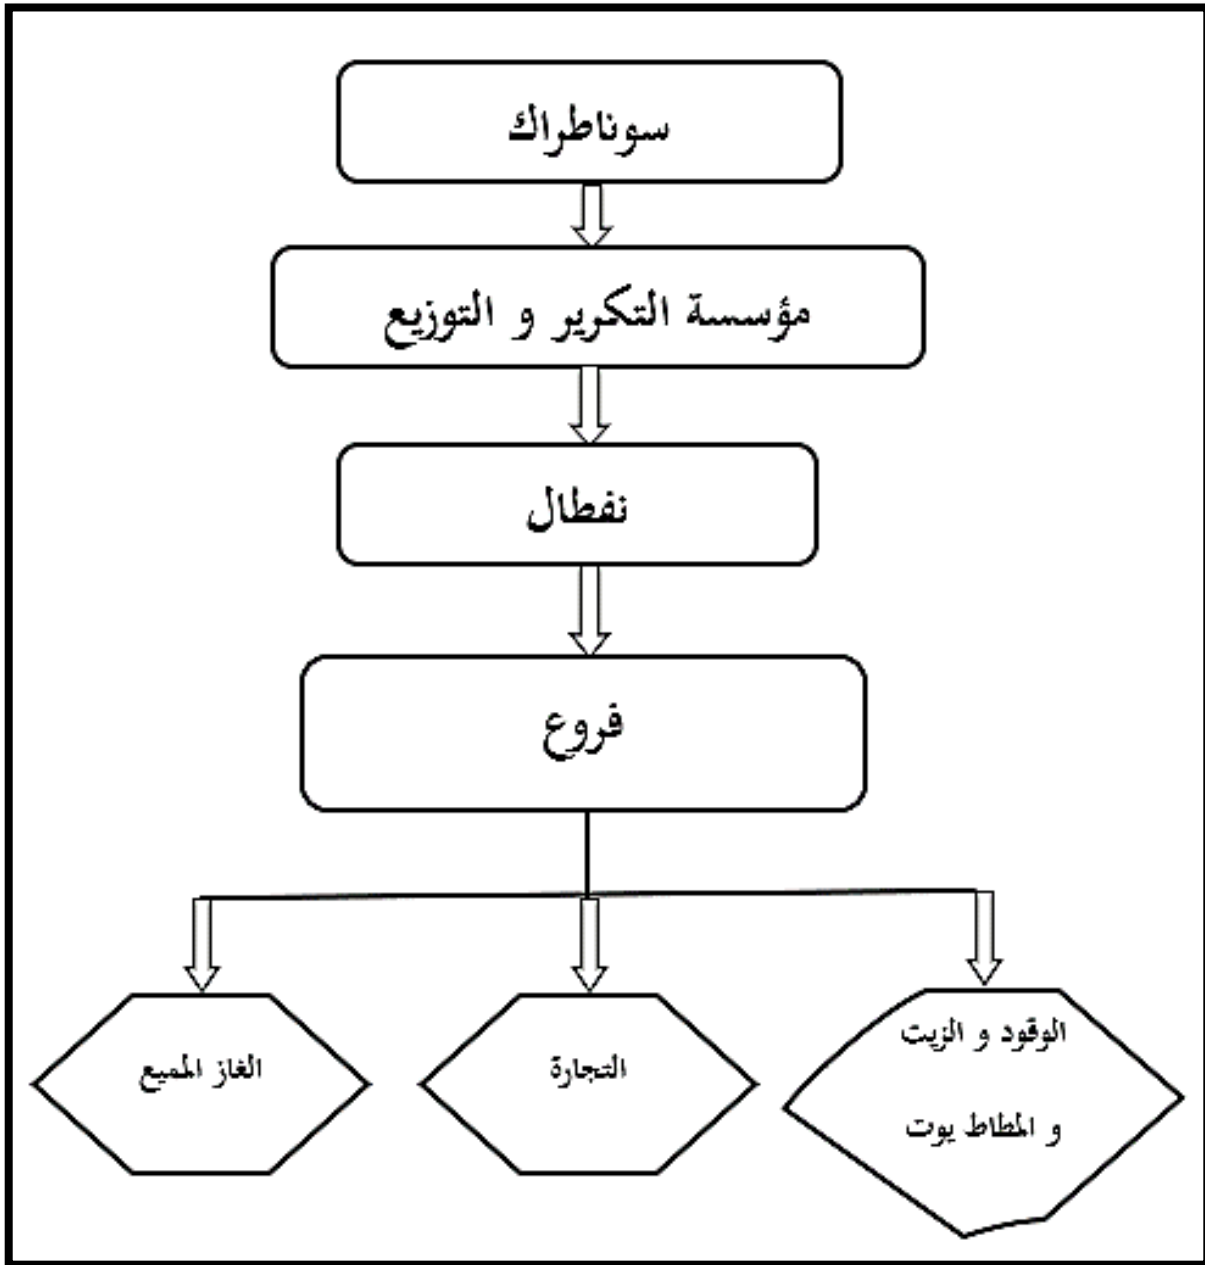 سوناطراك
مؤسسة التكرير و التوزيع
نفطال
فروع
الوقود و الزيت
و المطاط يوت
التجارة
الغاز المميع